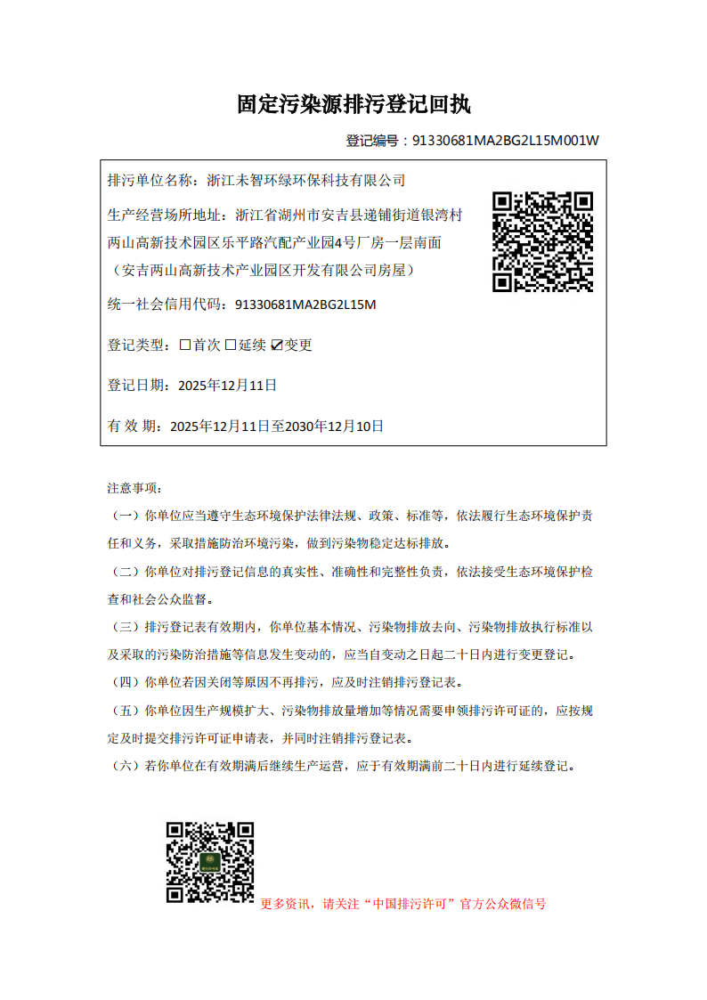 固定污染源排污登记回执
登记编号：91330681MA2BG2L15M001W
排污单位名称：浙江未智环绿环保科技有限公司
生产经营场所地址：浙江省湖州市安吉县递铺街道银湾村
两山高新技术园区乐平路汽配产业园4号厂房一层南面
（安吉两山高新技术产业园区开发有限公司房屋）
统一社会信用代码：91330681MA2BG2L15M
登记类型：☐首次 ☐延续 ☑变更
登记日期：2025年12月11日
有 效 期：2025年12月11日至2030年12月10日
注意事项：
（一）你单位应当遵守生态环境保护法律法规、政策、标准等，依法履行生态环境保护责
任和义务，采取措施防治环境污染，做到污染物稳定达标排放。
（二）你单位对排污登记信息的真实性、准确性和完整性负责，依法接受生态环境保护检
查和社会公众监督。
（三）排污登记表有效期内，你单位基本情况、污染物排放去向、污染物排放执行标准以
及采取的污染防治措施等信息发生变动的，应当自变动之日起二十日内进行变更登记。
（四）你单位若因关闭等原因不再排污，应及时注销排污登记表。
（五）你单位因生产规模扩大、污染物排放量增加等情况需要申领排污许可证的，应按规
定及时提交排污许可证申请表，并同时注销排污登记表。
（六）若你单位在有效期满后继续生产运营，应于有效期满前二十日内进行延续登记。
更多资讯，请关注“中国排污许可”官方公众微信号